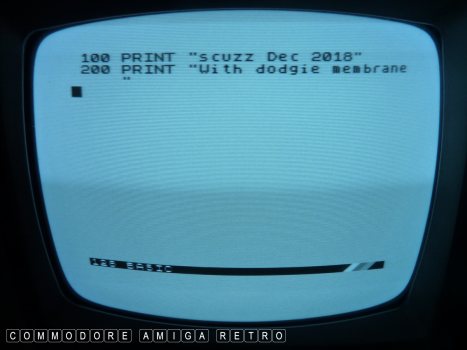 100 PRINT "scuzz Dec 2018"
200 PRINT "With dodgie membrane
"
128 BASIC
COMMODORE AMIGA RETRO